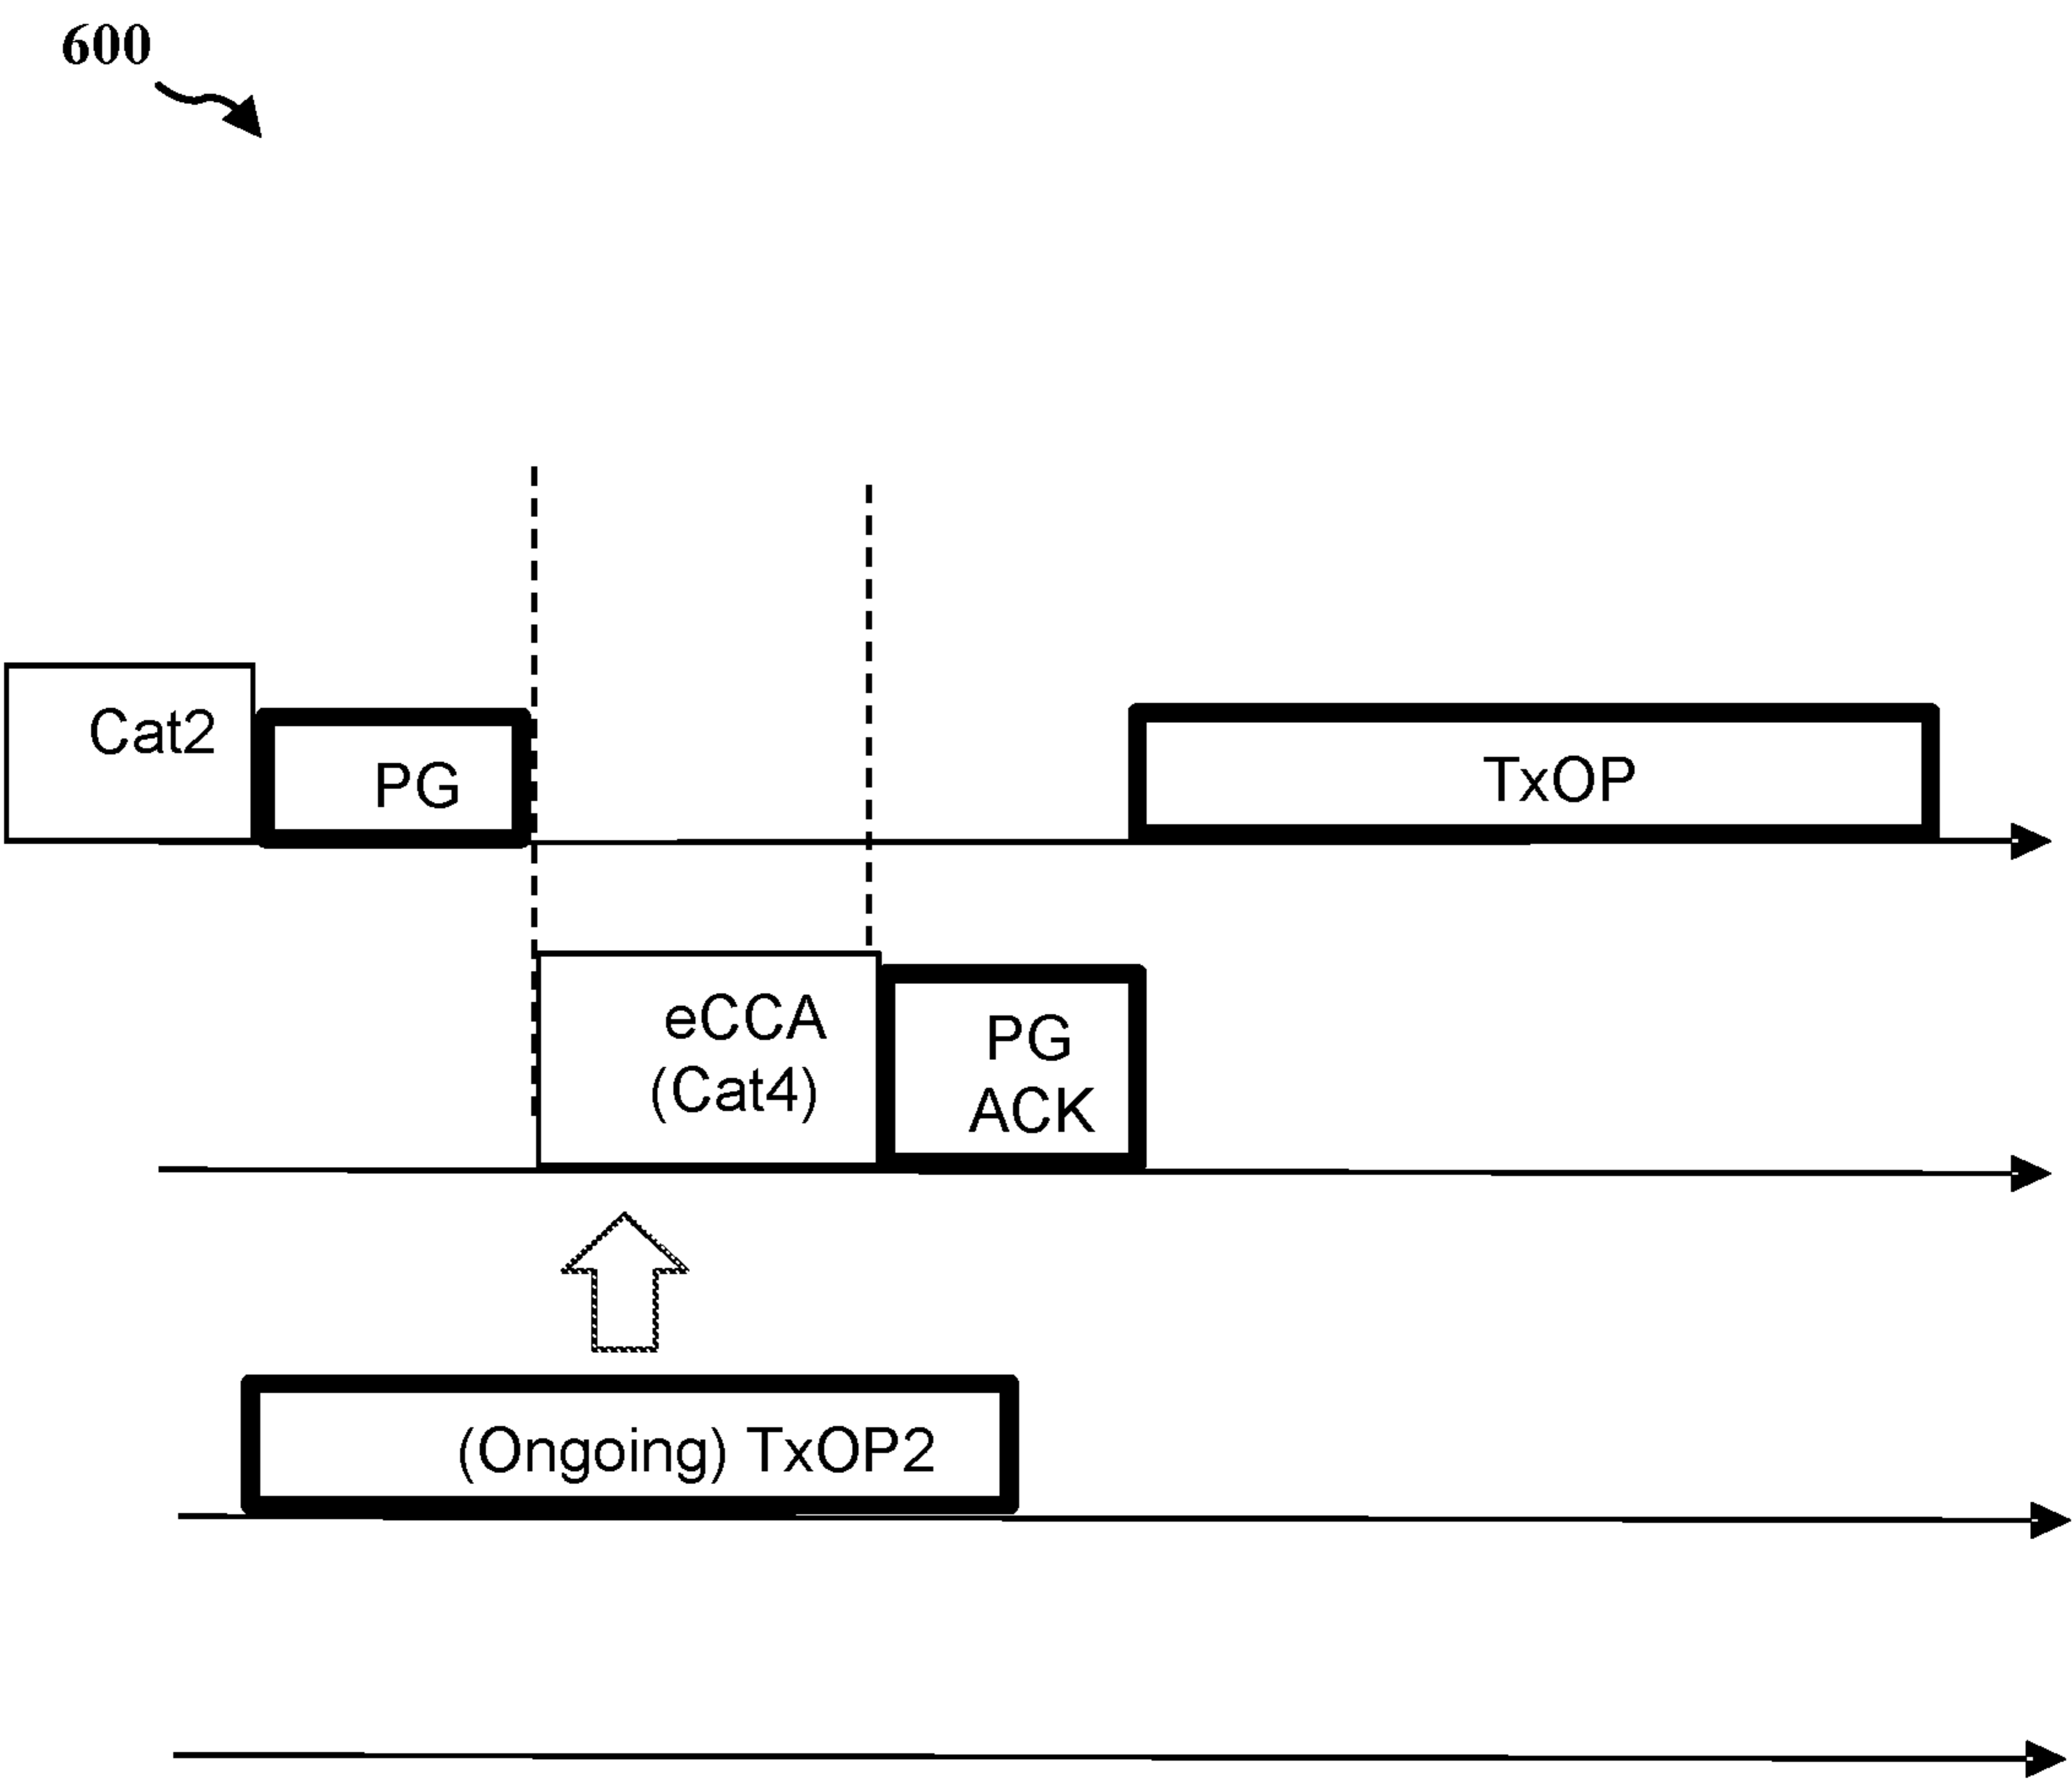 600
Cat2
PG
TxOP
eCCA
(Cat4)
PG
ACK
(Ongoing) TxOP2